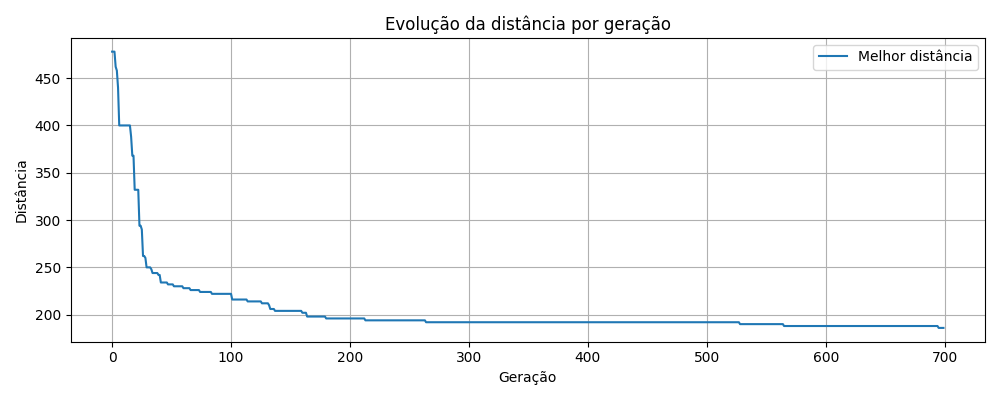 Evolução da distância por geração
Melhor distância
Distância
450
400
350
300
250
200
0 100 200 300 400 500 600 700
Geração